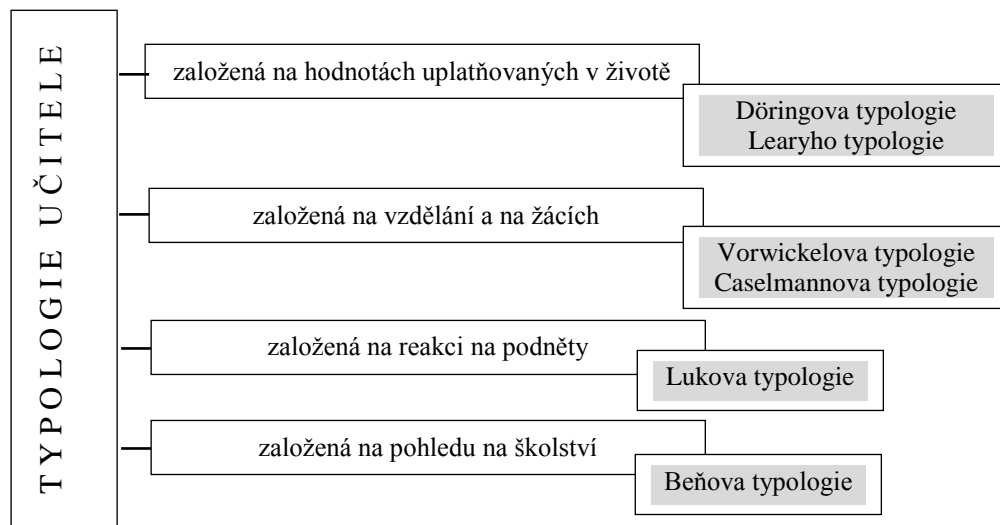 TYPOLOGIE UČITELE
založená na hodnotách uplatňovaných v životě
Döringova typologie
Learyho typologie
založená na vzdělání a na žácích
Vorwickelova typologie
Caselmannova typologie
založená na reakci na podněty
Lukova typologie
založená na pohledu na školství
Beňova typologie